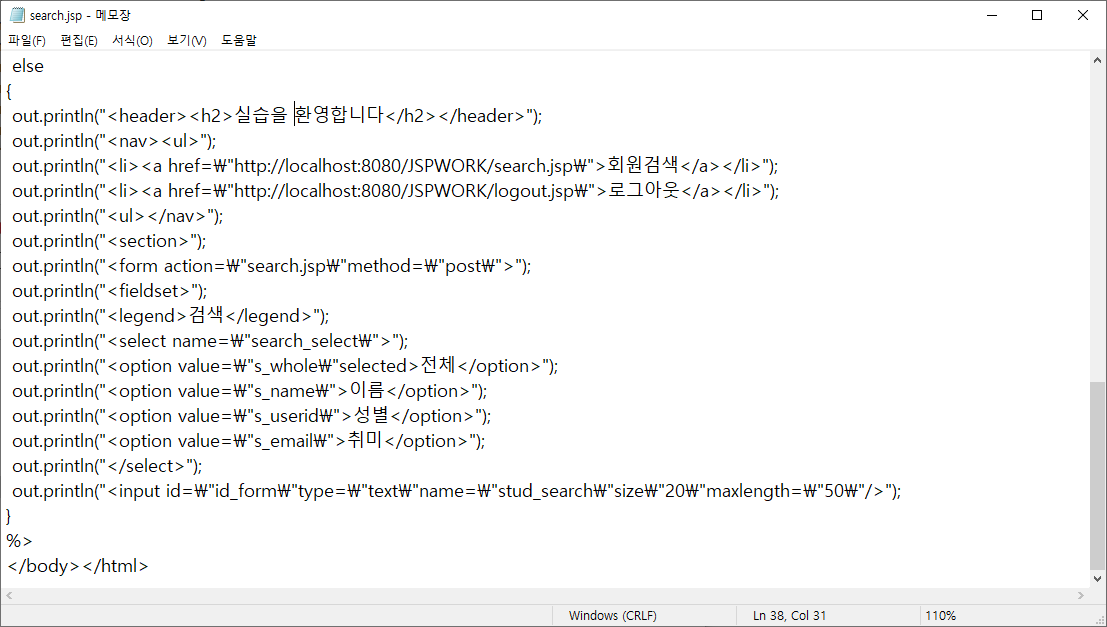 search.jsp - 메모장
파일(F) 편집(E) 서식(O) 보기(V) 도움말
else
{
out.println("<header><h2>실습을 환영합니다</h2></header>");
out.println("<nav><ul>");
out.println("<li><a href=₩"http://localhost:8080/JSPWORK/search.jsp₩">회원검색</a></li>");
out.println("<li><a href=₩"http://localhost:8080/JSPWORK/logout.jsp₩">로그아웃</a></li>");
out.println("<ul></nav>");
out.println("<section>");
out.println("<form action=₩"search.jsp₩"method=₩"post₩">");
out.println("<fieldset>");
out.println("<legend>검색</legend>");
out.println("<select name=₩"search_select₩">");
out.println("<option value=₩"s_whole₩"selected>전체</option>");
out.println("<option value=₩"s_name₩">이름</option>");
out.println("<option value=₩"s_userid₩">성별</option>");
out.println("<option value=₩"s_email₩">취미</option>");
out.println("</select>");
out.println("<input id=₩"id_form₩"type=₩"text₩"name=₩"stud_search₩"size₩"20₩"maxlength=₩"50₩"/>");
}
%>
</body></html>
Windows (CRLF) Ln 38, Col 31 110%